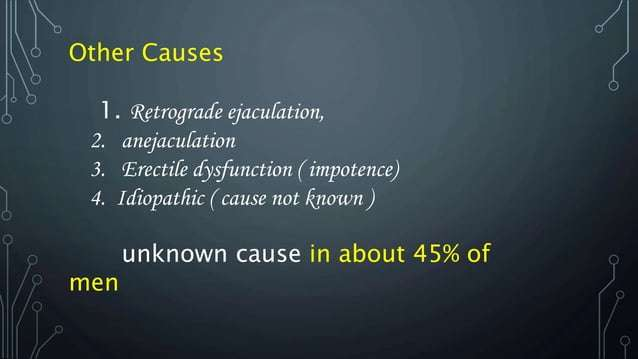 Other Causes
1. Retrograde ejaculation,
2. anejaculation
3. Erectile dysfunction ( impotence)
4. Idiopathic ( cause not known )
unknown cause in about 45% of
men